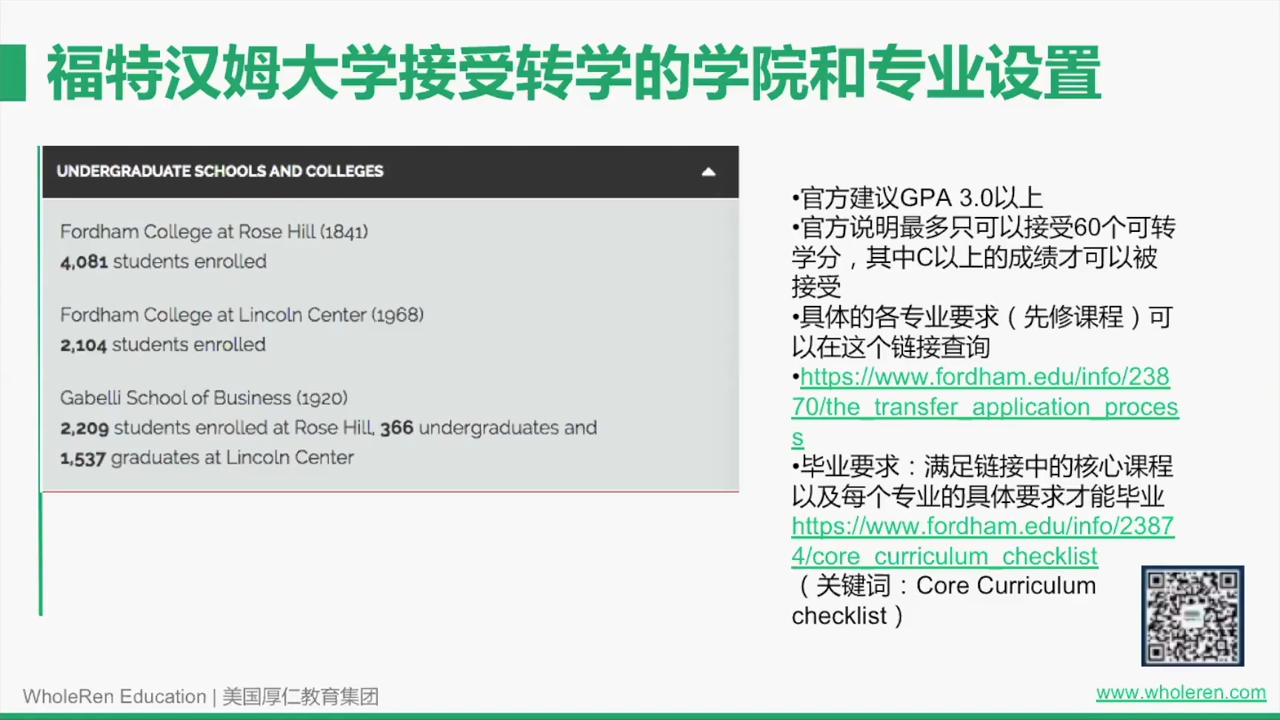 福特汉姆大学接受转学的学院和专业设置
UNDERGRADUATE SCHOOLS AND COLLEGES
Fordham College at Rose Hill (1841)
4,081 students enrolled
Fordham College at Lincoln Center (1968)
2,104 students enrolled
Gabelli School of Business (1920)
2,209 students enrolled at Rose Hill, 366 undergraduates and
1,537 graduates at Lincoln Center
•官方建议GPA 3.0以上
•官方说明最多只可以接受60个可转
学分，其中C以上的成绩才可以被
接受
•具体的各专业要求（先修课程）可
以在这个链接查询
•https://www.fordham.edu/info/238
70/the_transfer_application_proces
s
•毕业要求：满足链接中的核心课程
以及每个专业的具体要求才能毕业
https://www.fordham.edu/info/2387
4/core_curriculum_checklist
（关键词：Core Curriculum
checklist）
WholeRen Education | 美国厚仁教育集团
www.wholeren.com